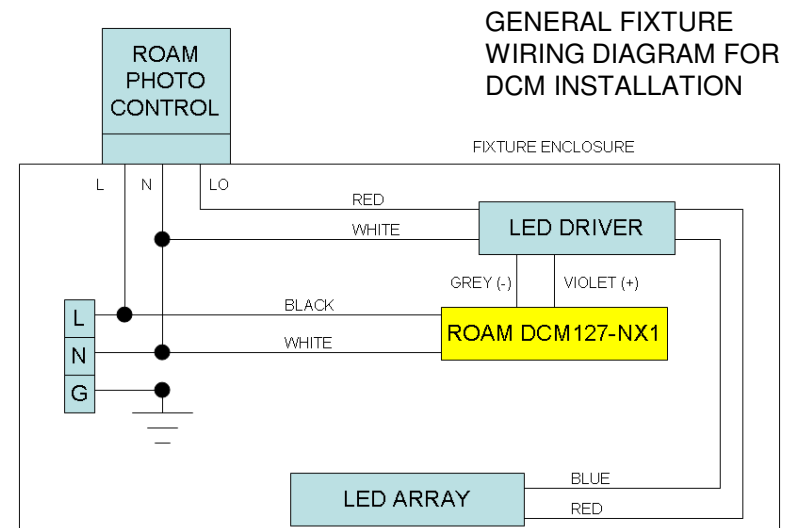 GENERAL FIXTURE
WIRING DIAGRAM FOR
DCM INSTALLATION
ROAM
PHOTO
CONTROL
FIXTURE ENCLOSURE
L
N
LO
RED
WHITE
LED DRIVER
GREY (-)
VIOLET (+)
BLACK
WHITE
ROAM DCM127-NX1
L
N
G
LED ARRAY
BLUE
RED